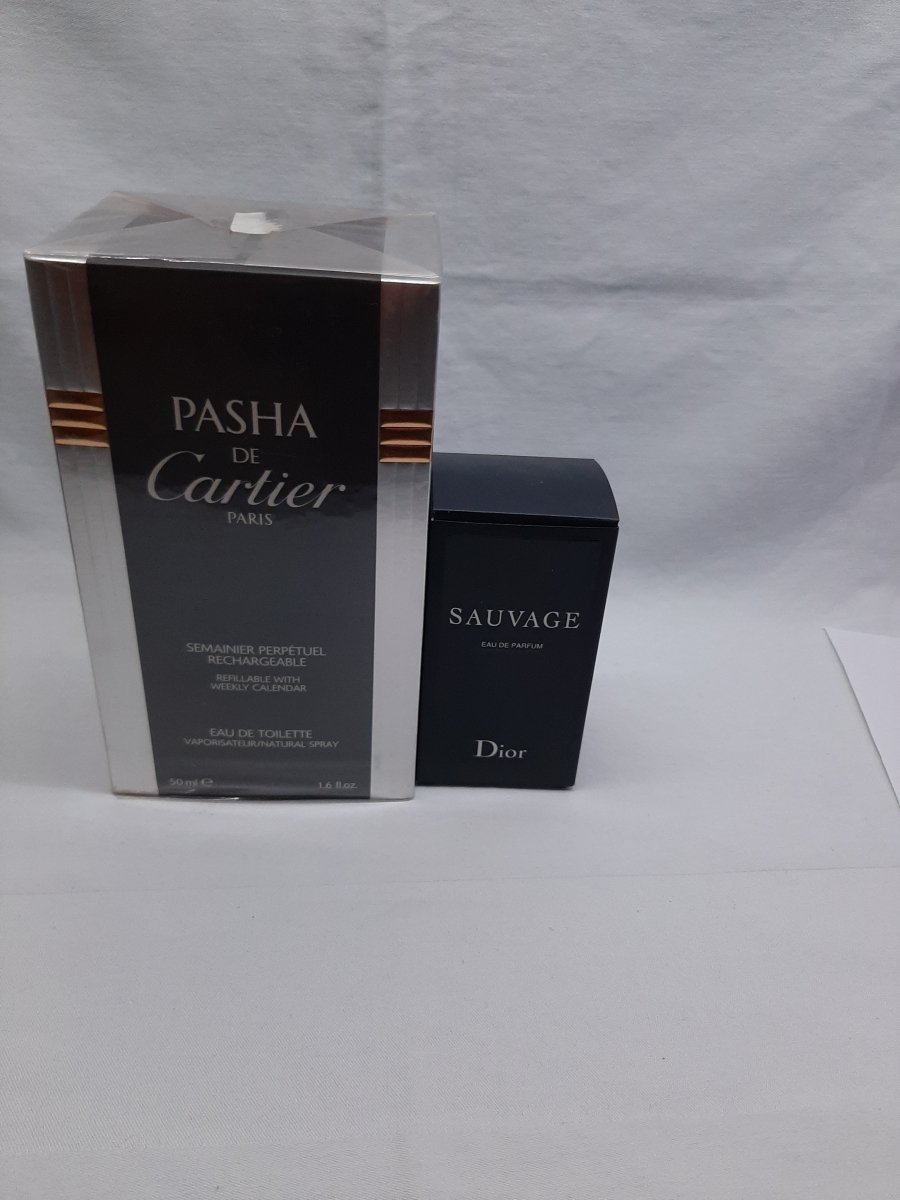 PASHA
DE
Cartier
PARIS
SEMAINIER PERPÉTUEL
RECHARGEABLE
REFILLABLE WITH
WEEKLY CALENDAR
EAU DE TOILETTE
VAPORISATEUR/NATURAL SPRAY
50 ml ℮ 1.6 fl.oz.
SAUVAGE
EAU DE PARFUM
Dior